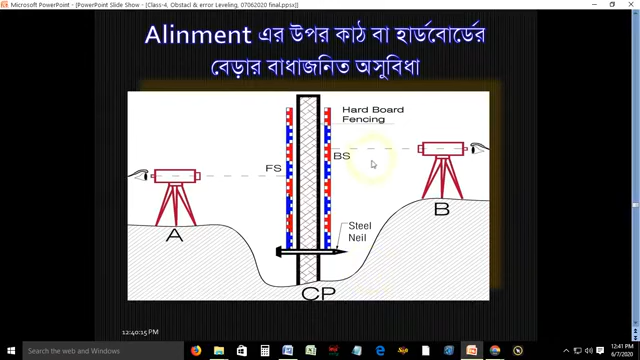 Microsoft PowerPoint - PowerPoint Slide Show - [Class-4, Obstacl & error Leveling, 07062020 final.ppsx]
Alinment এর উপর কাঠ বা হার্ডবোর্ডের
বেড়ার বাধাজনিত অসুবিধা
Hard Board
Fencing
FS
BS
A
B
Steel
Neil
CP
12:40:15 PM
Search the web and Windows
12:41 PM
6/7/2020